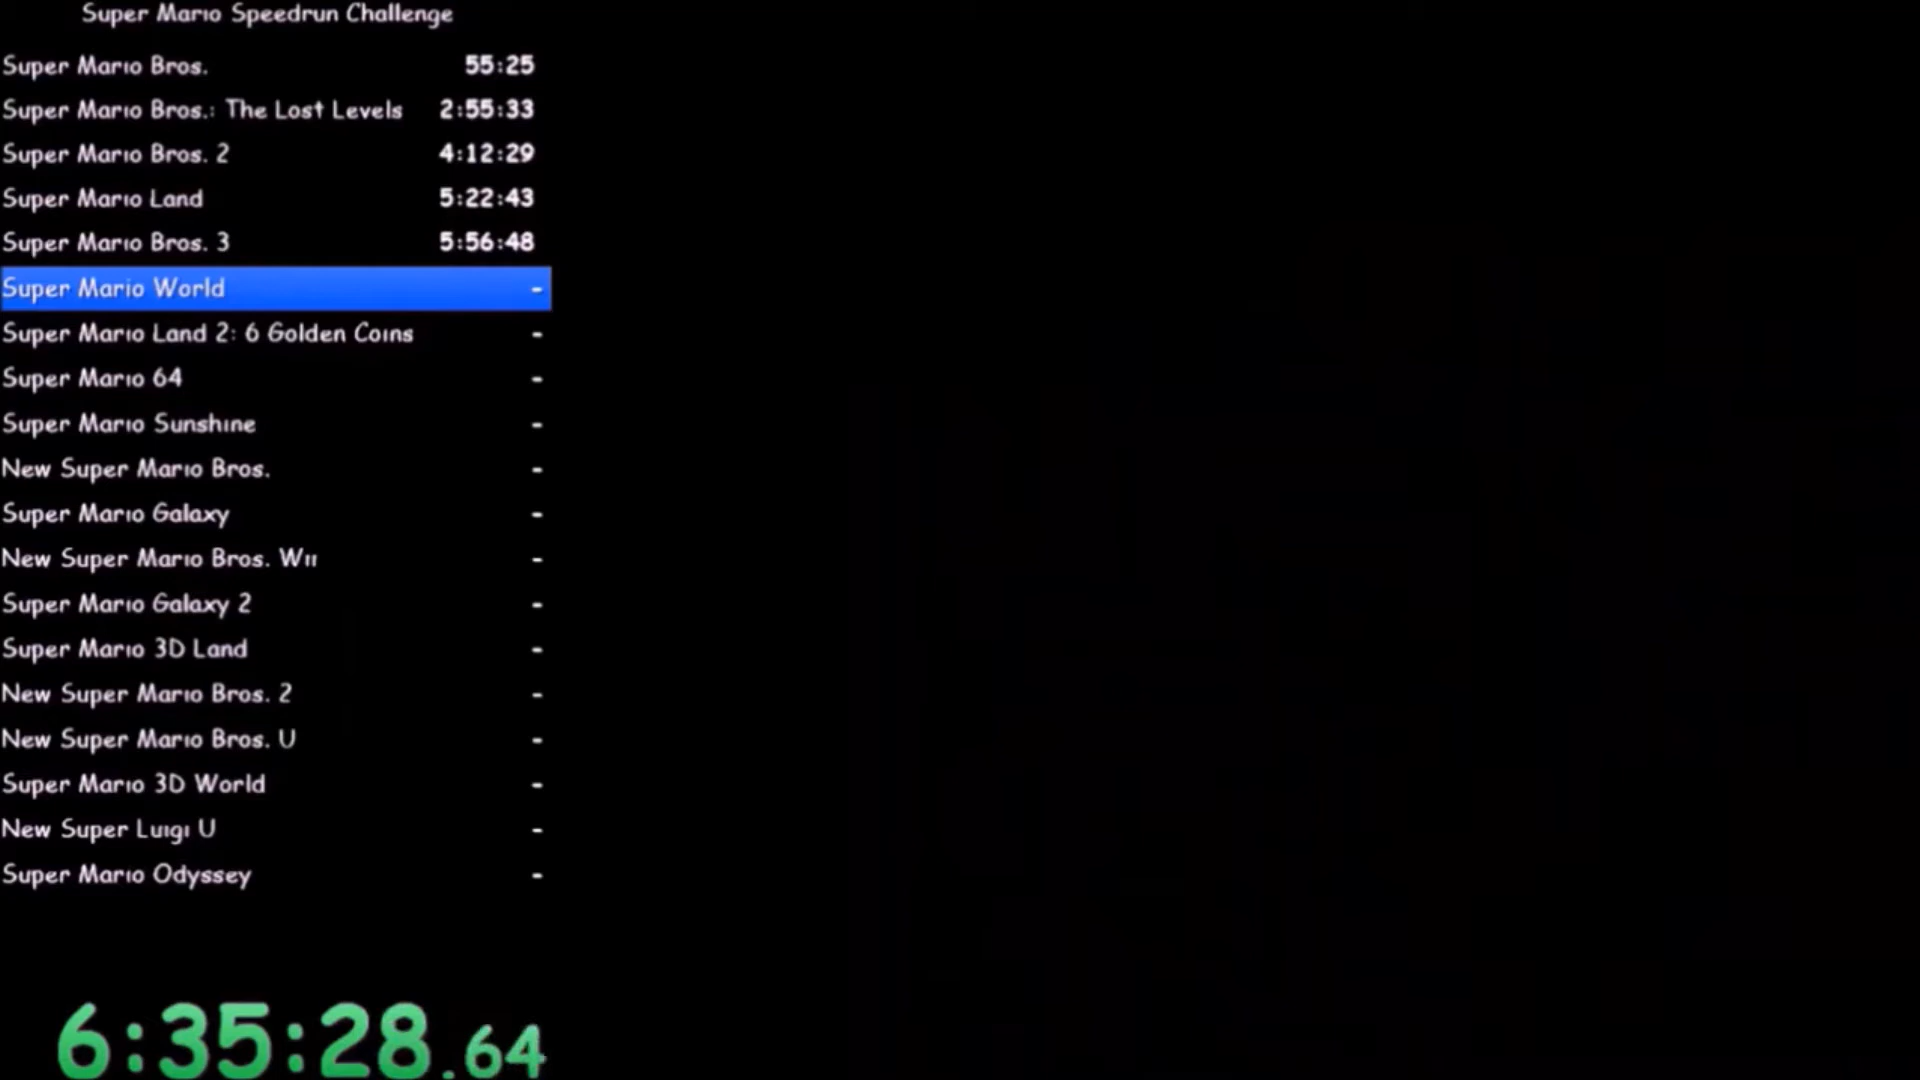 Super Mario Speedrun Challenge
Super Mario Bros. 55:25
Super Mario Bros.: The Lost Levels 2:55:33
Super Mario Bros. 2 4:12:29
Super Mario Land 5:22:43
Super Mario Bros. 3 5:56:48
Super Mario World -
Super Mario Land 2: 6 Golden Coins -
Super Mario 64 -
Super Mario Sunshine -
New Super Mario Bros. -
Super Mario Galaxy -
New Super Mario Bros. Wii -
Super Mario Galaxy 2 -
Super Mario 3D Land -
New Super Mario Bros. 2 -
New Super Mario Bros. U -
Super Mario 3D World -
New Super Luigi U -
Super Mario Odyssey -
6:35:28.64